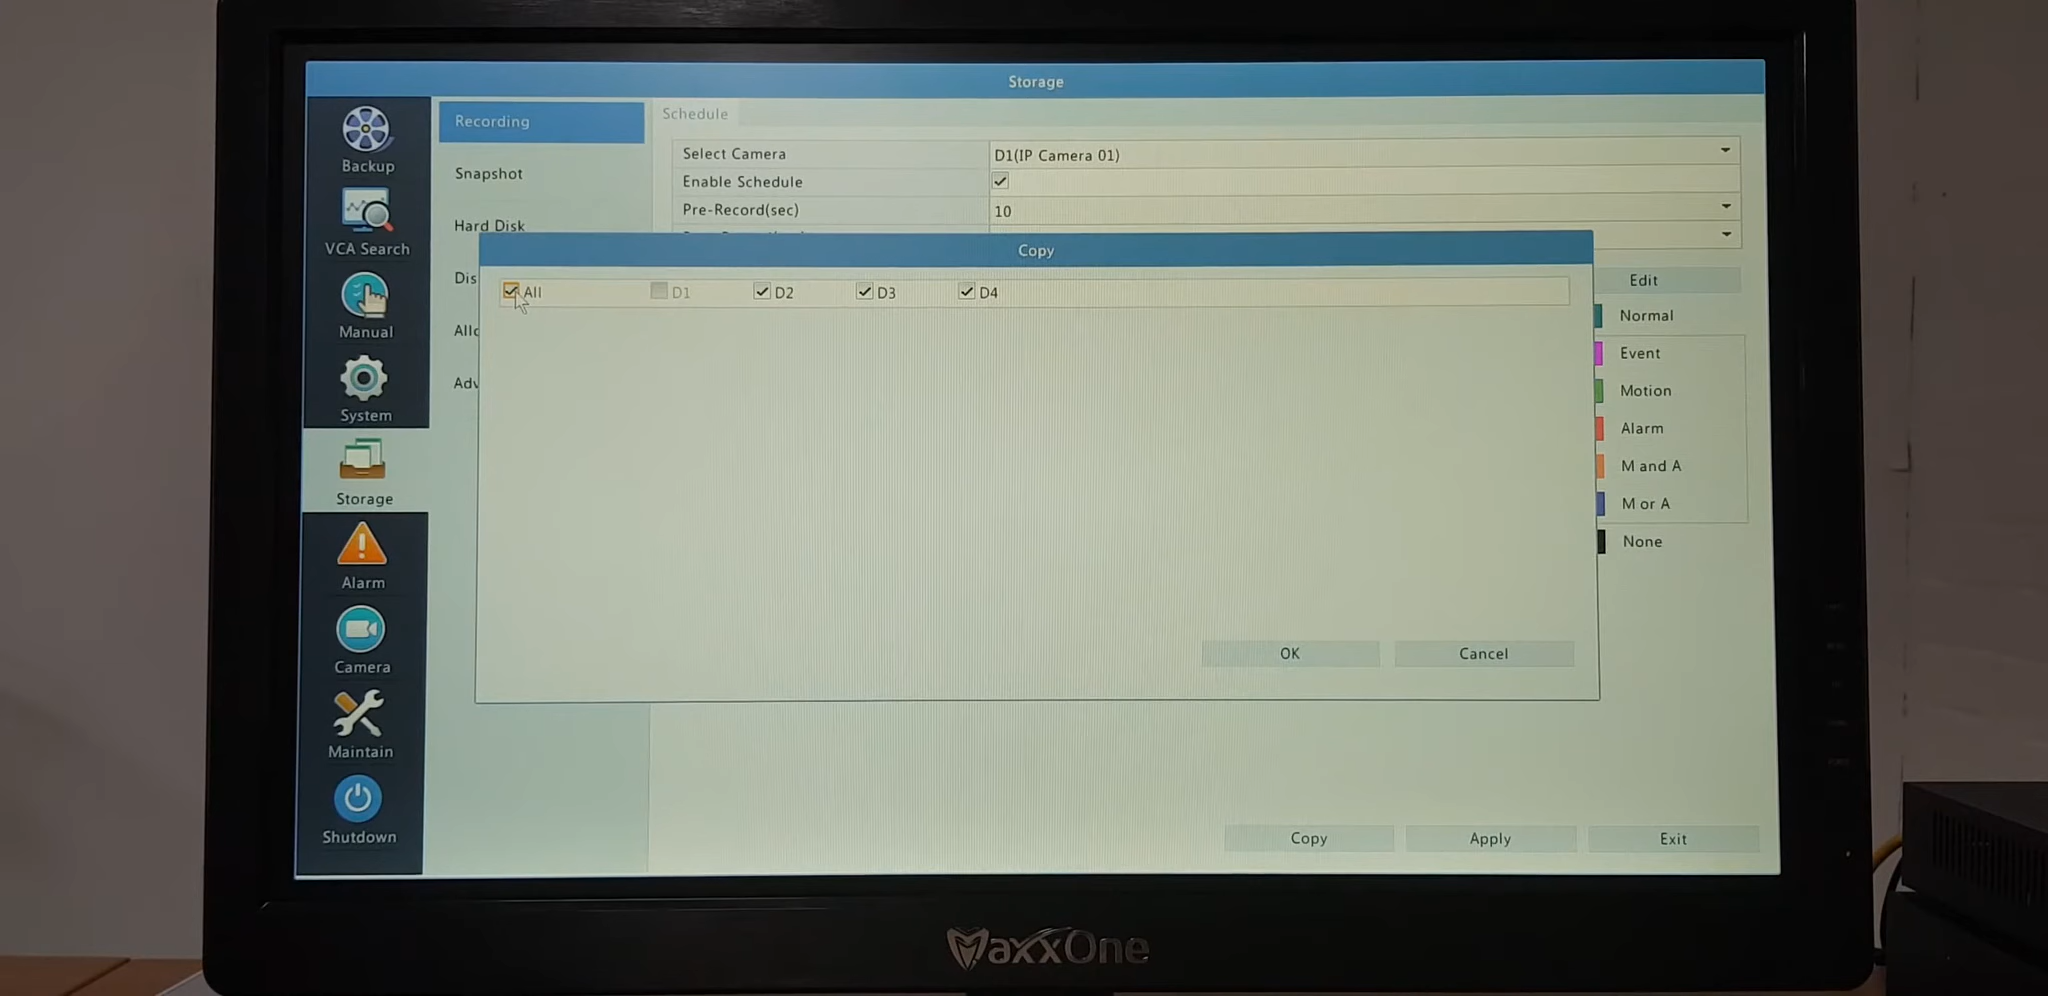 Storage
Backup
VCA Search
Manual
System
Storage
Alarm
Camera
Maintain
Shutdown
Recording
Snapshot
Hard Disk
Dis
Allo
Adv
Schedule
Select Camera D1(IP Camera 01)
Enable Schedule
Pre-Record(sec) 10
Copy
All D1 D2 D3 D4
OK Cancel
Edit
Normal
Event
Motion
Alarm
M and A
M or A
None
Copy Apply Exit
MaxxOne